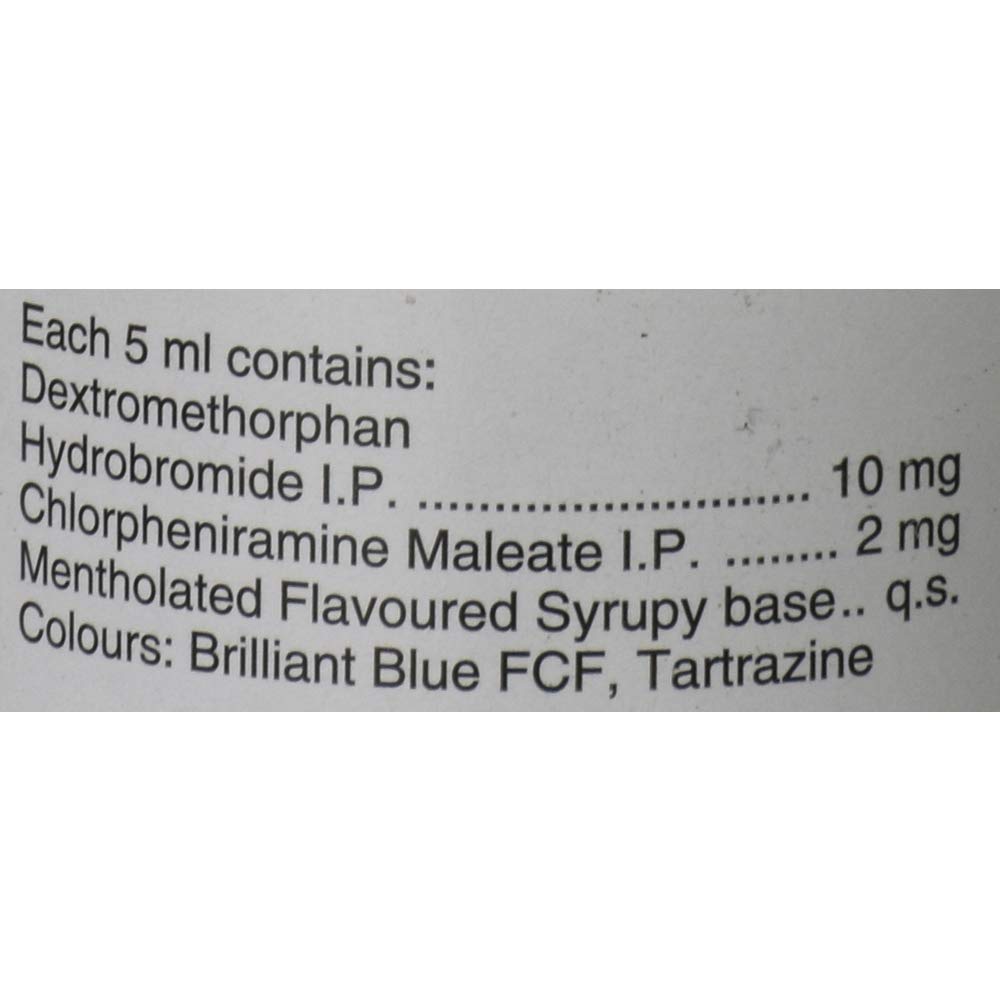 Each 5 ml contains:
Dextromethorphan
Hydrobromide I.P. .......................... 10 mg
Chlorpheniramine Maleate I.P. ........ 2 mg
Mentholated Flavoured Syrupy base.. q.s.
Colours: Brilliant Blue FCF, Tartrazine